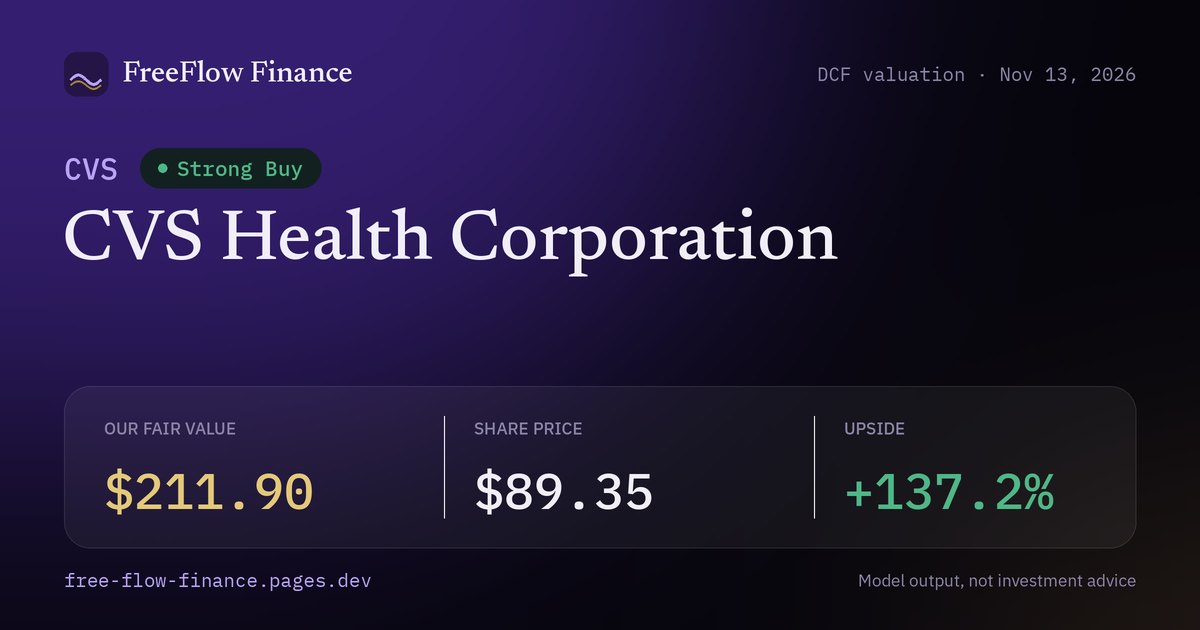 FreeFlow Finance
DCF valuation · Nov 13, 2026
CVS
Strong Buy
CVS Health Corporation
OUR FAIR VALUE
$211.90
SHARE PRICE
$89.35
UPSIDE
+137.2%
free-flow-finance.pages.dev
Model output, not investment advice